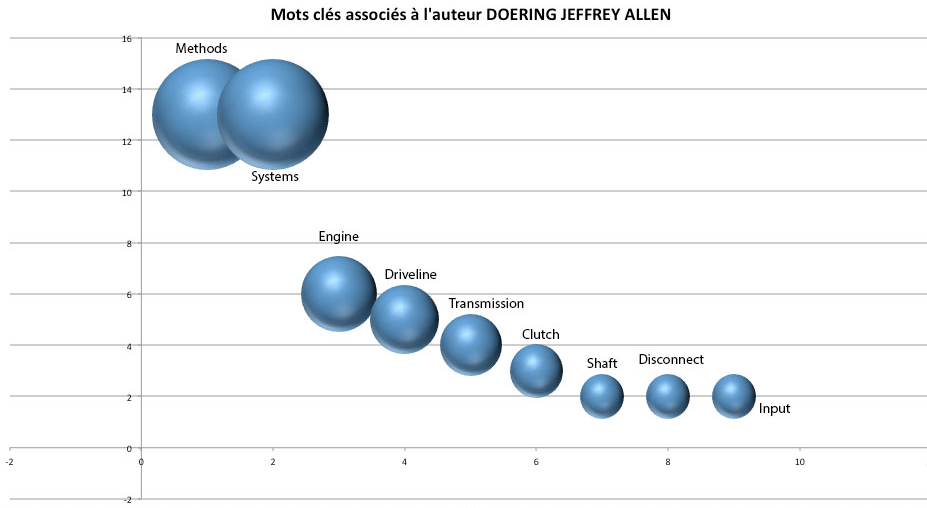 Mots clés associés à l'auteur DOERING JEFFREY ALLEN
16
Methods
14
12
Systems
10
Engine
8
Driveline
6
Transmission
Clutch
4
Shaft
Disconnect
2
Input
0
-2
0
2
4
6
8
10
-2